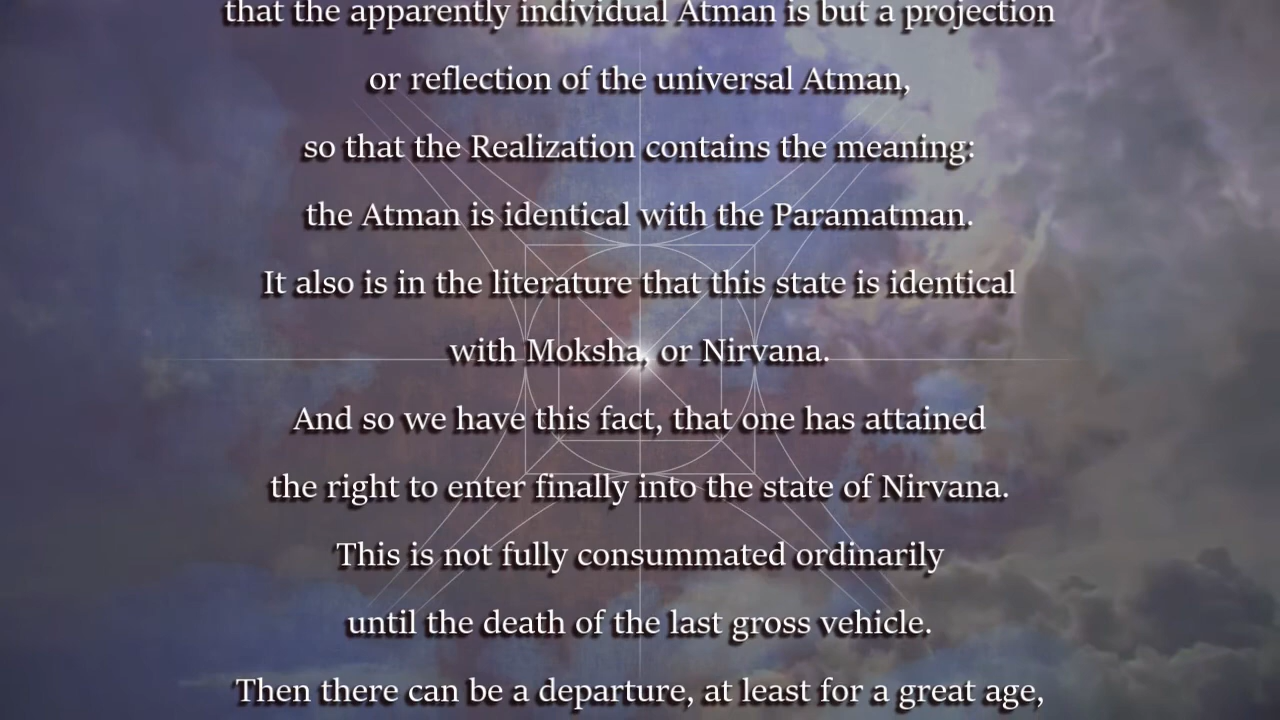 that the apparently individual Atman is but a projection
or reflection of the universal Atman,
so that the Realization contains the meaning:
the Atman is identical with the Paramatman.
It also is in the literature that this state is identical
with Moksha, or Nirvana.
And so we have this fact, that one has attained
the right to enter finally into the state of Nirvana.
This is not fully consummated ordinarily
until the death of the last gross vehicle.
Then there can be a departure, at least for a great age,